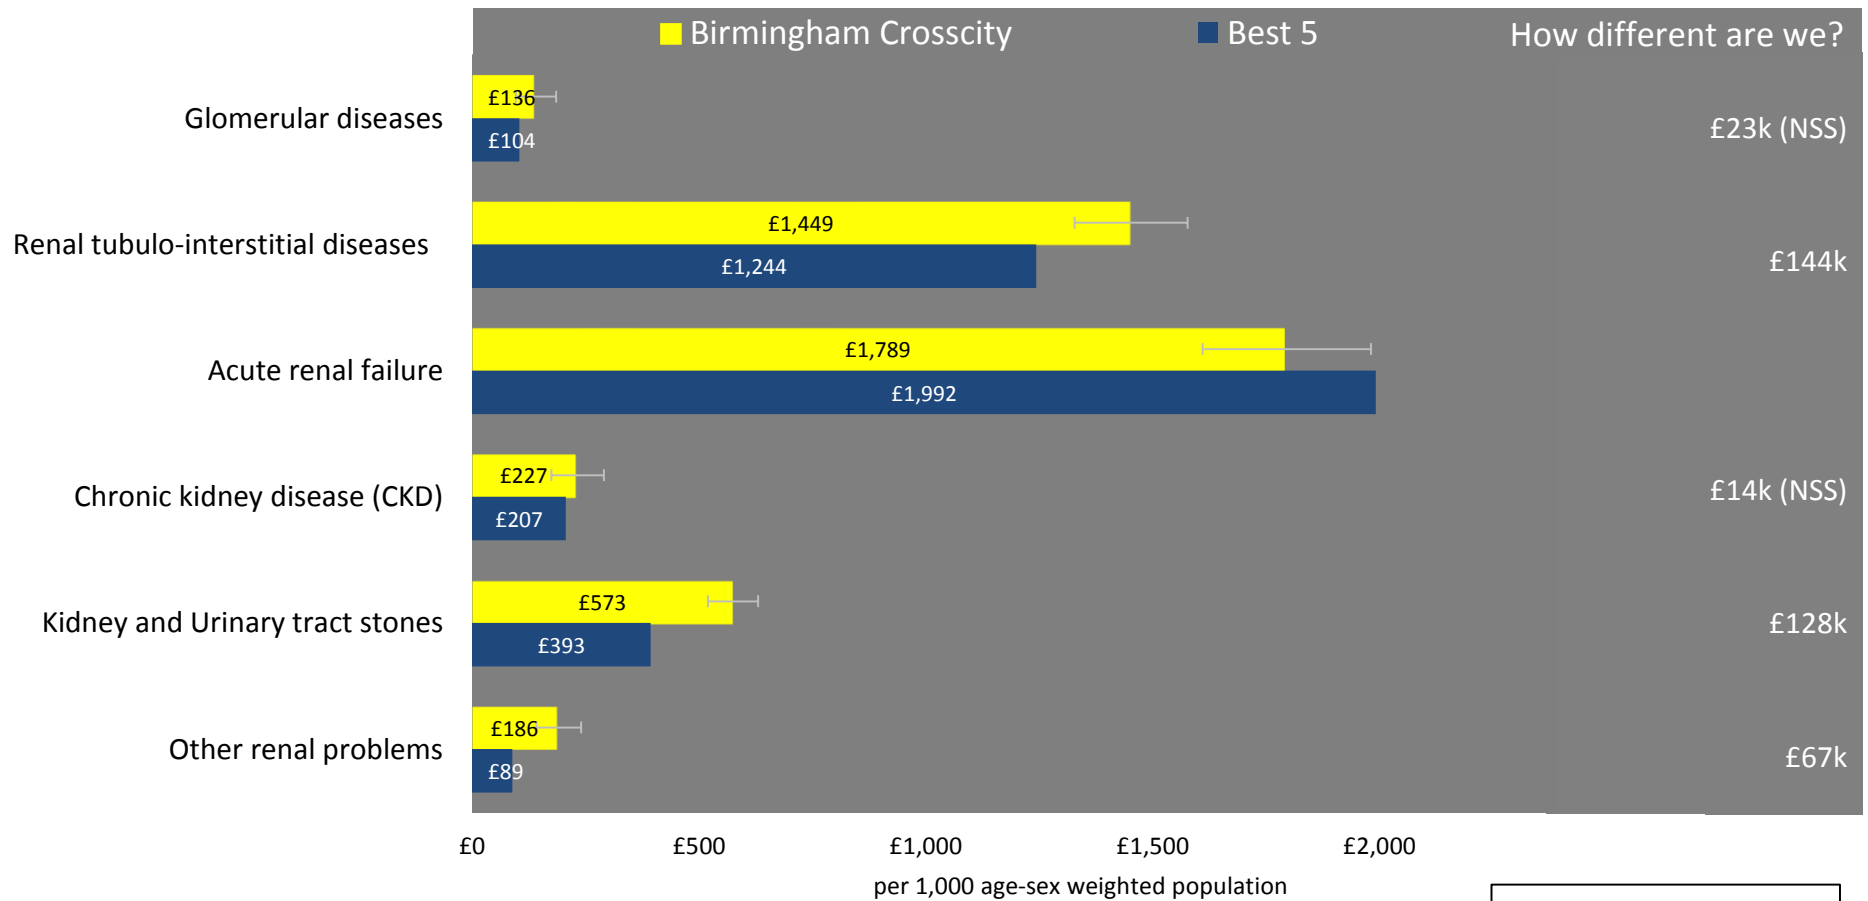 Birmingham Crosscity Best 5 How different are we?
Glomerular diseases £136 £104 £23k (NSS)
Renal tubulo-interstitial diseases £1,449 £1,244 £144k
Acute renal failure £1,789 £1,992
Chronic kidney disease (CKD) £227 £207 £14k (NSS)
Kidney and Urinary tract stones £573 £393 £128k
Other renal problems £186 £89 £67k
£0 £500 £1,000 £1,500 £2,000
per 1,000 age-sex weighted population